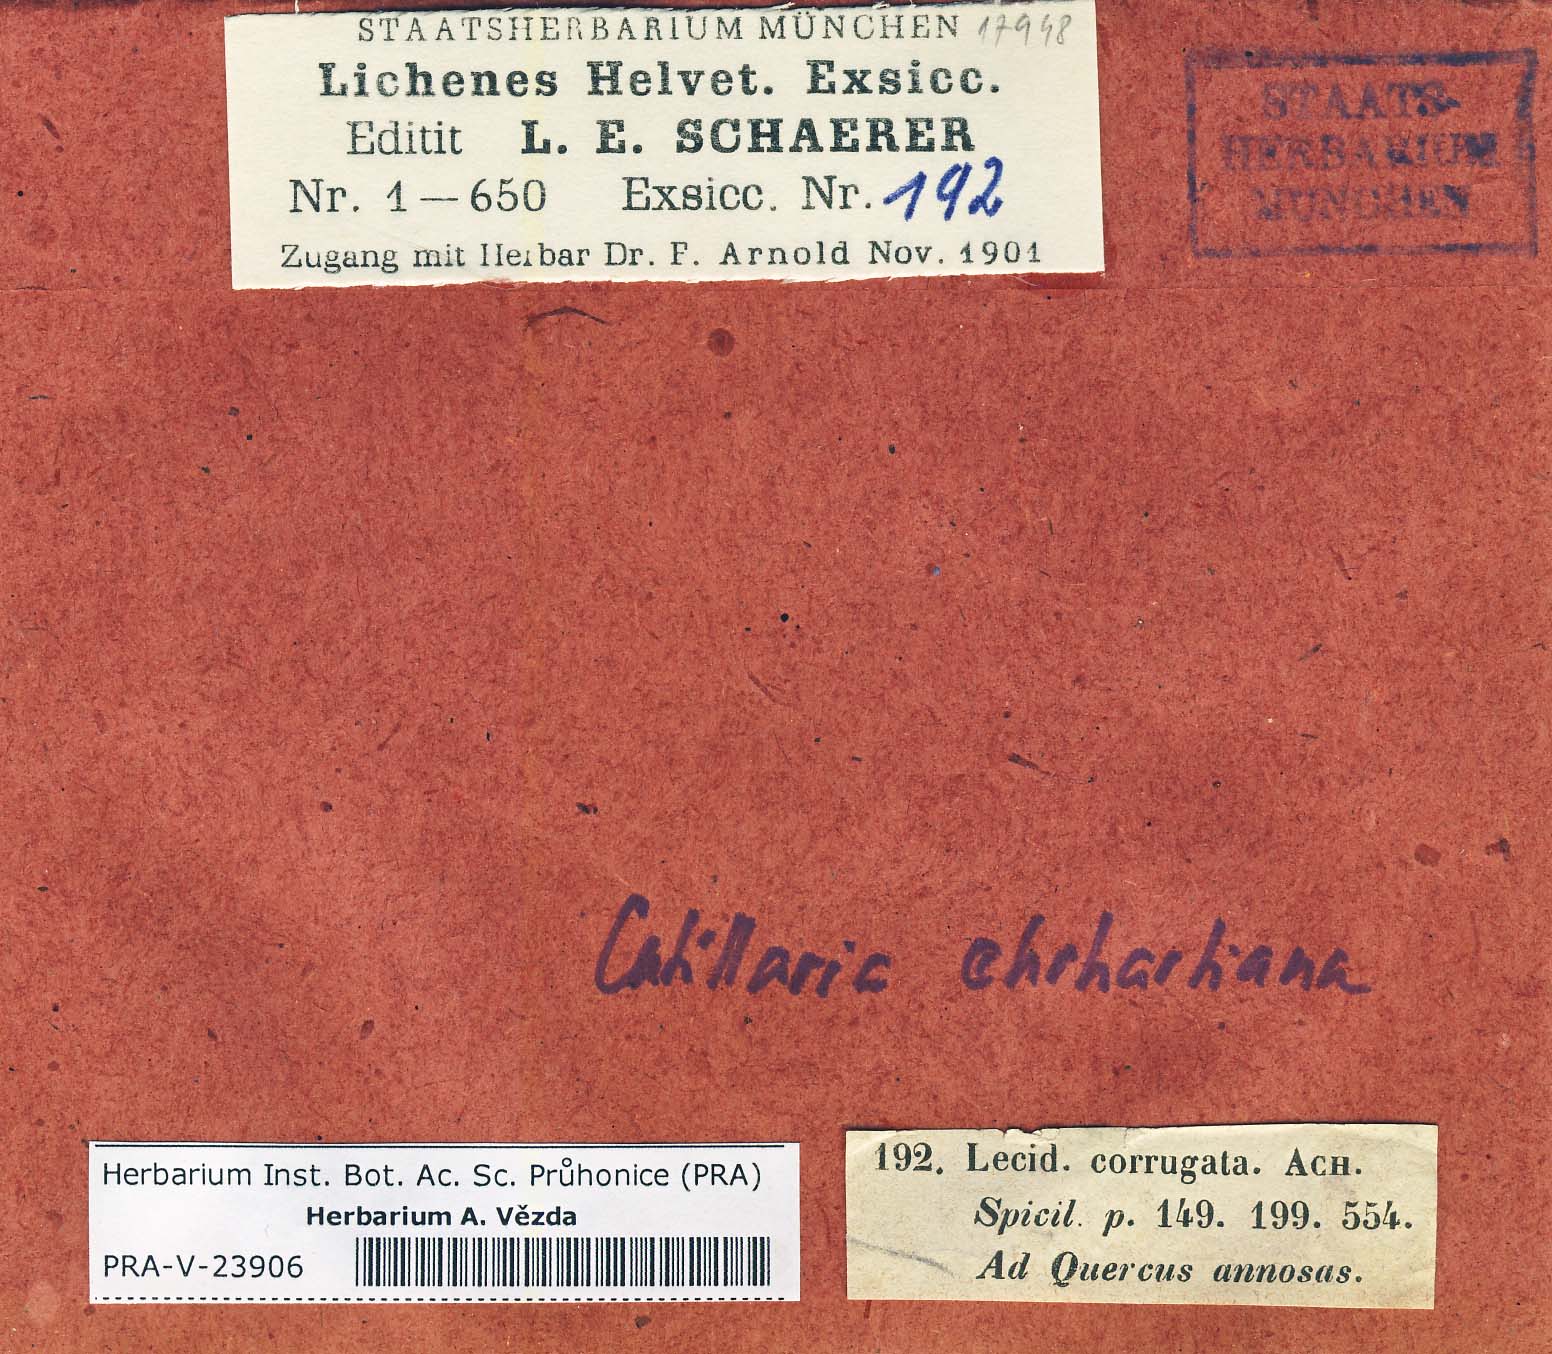 STAATSHERBARIUM MÜNCHEN 17948
Lichenes Helvet. Exsicc.
Editit L. E. SCHAERER
Nr. 1—650 Exsicc. Nr. 192
Zugang mit Herbar Dr. F. Arnold Nov. 1901
STAATS-
HERBARIUM
MÜNCHEN
Catillaria ehrhartiana
Herbarium Inst. Bot. Ac. Sc. Průhonice (PRA)
Herbarium A. Vězda
PRA-V-23906
192. Lecid. corrugata. ACH.
Spicil. p. 149. 199. 554.
Ad Quercus annosas.